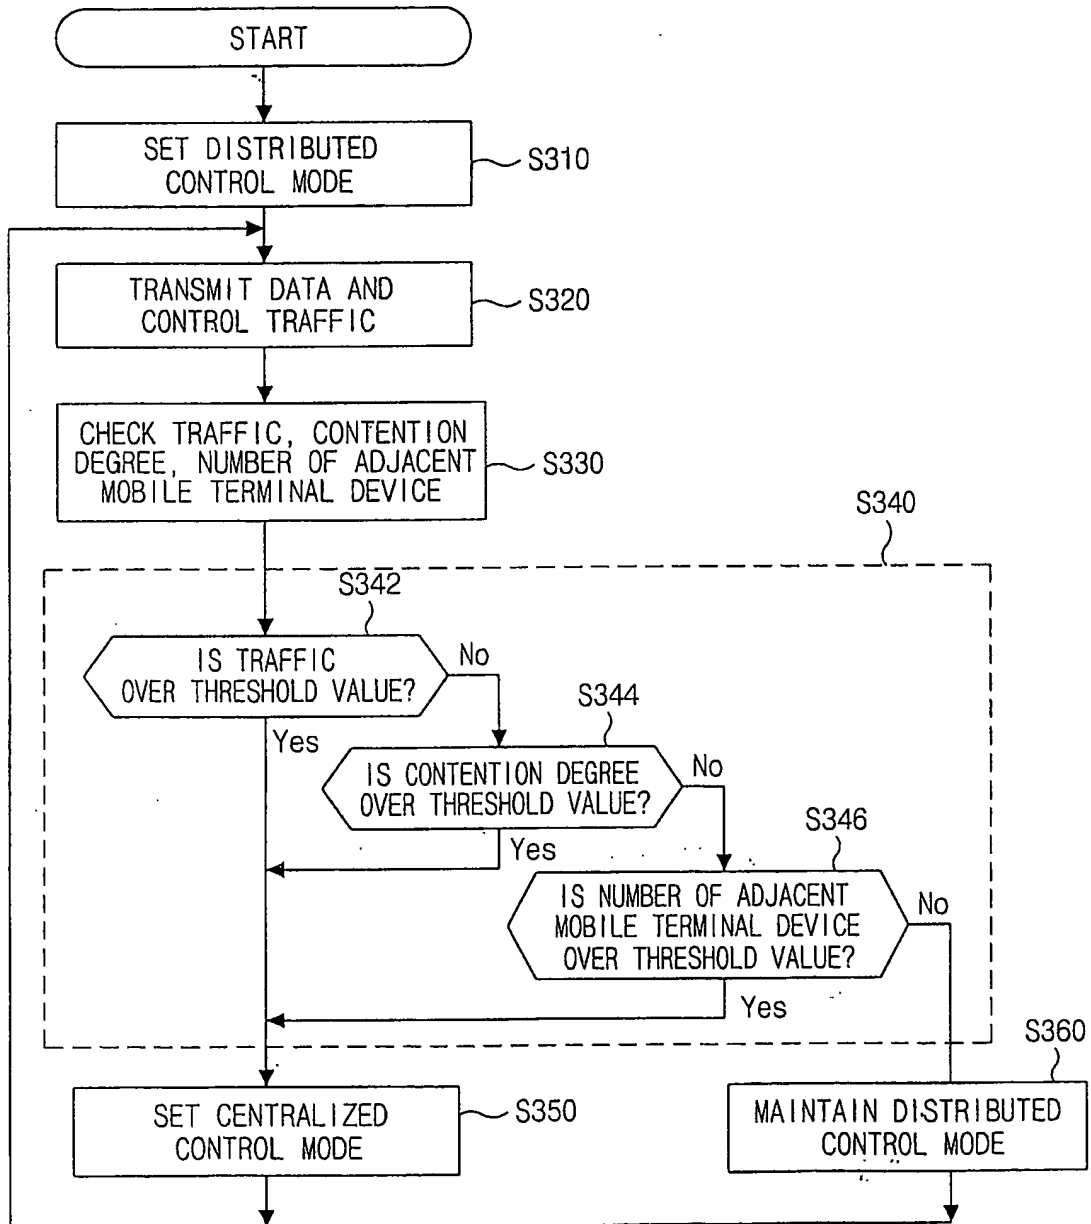 START
SET DISTRIBUTED
CONTROL MODE
S310
TRANSMIT DATA AND
CONTROL TRAFFIC
S320
CHECK TRAFFIC, CONTENTION
DEGREE, NUMBER OF ADJACENT
MOBILE TERMINAL DEVICE
S330
S340
S342
IS TRAFFIC
OVER THRESHOLD VALUE?
No
Yes
S344
IS CONTENTION DEGREE
OVER THRESHOLD VALUE?
No
Yes
S346
IS NUMBER OF ADJACENT
MOBILE TERMINAL DEVICE
OVER THRESHOLD VALUE?
No
Yes
SET CENTRALIZED
CONTROL MODE
S350
S360
MAINTAIN DISTRIBUTED
CONTROL MODE